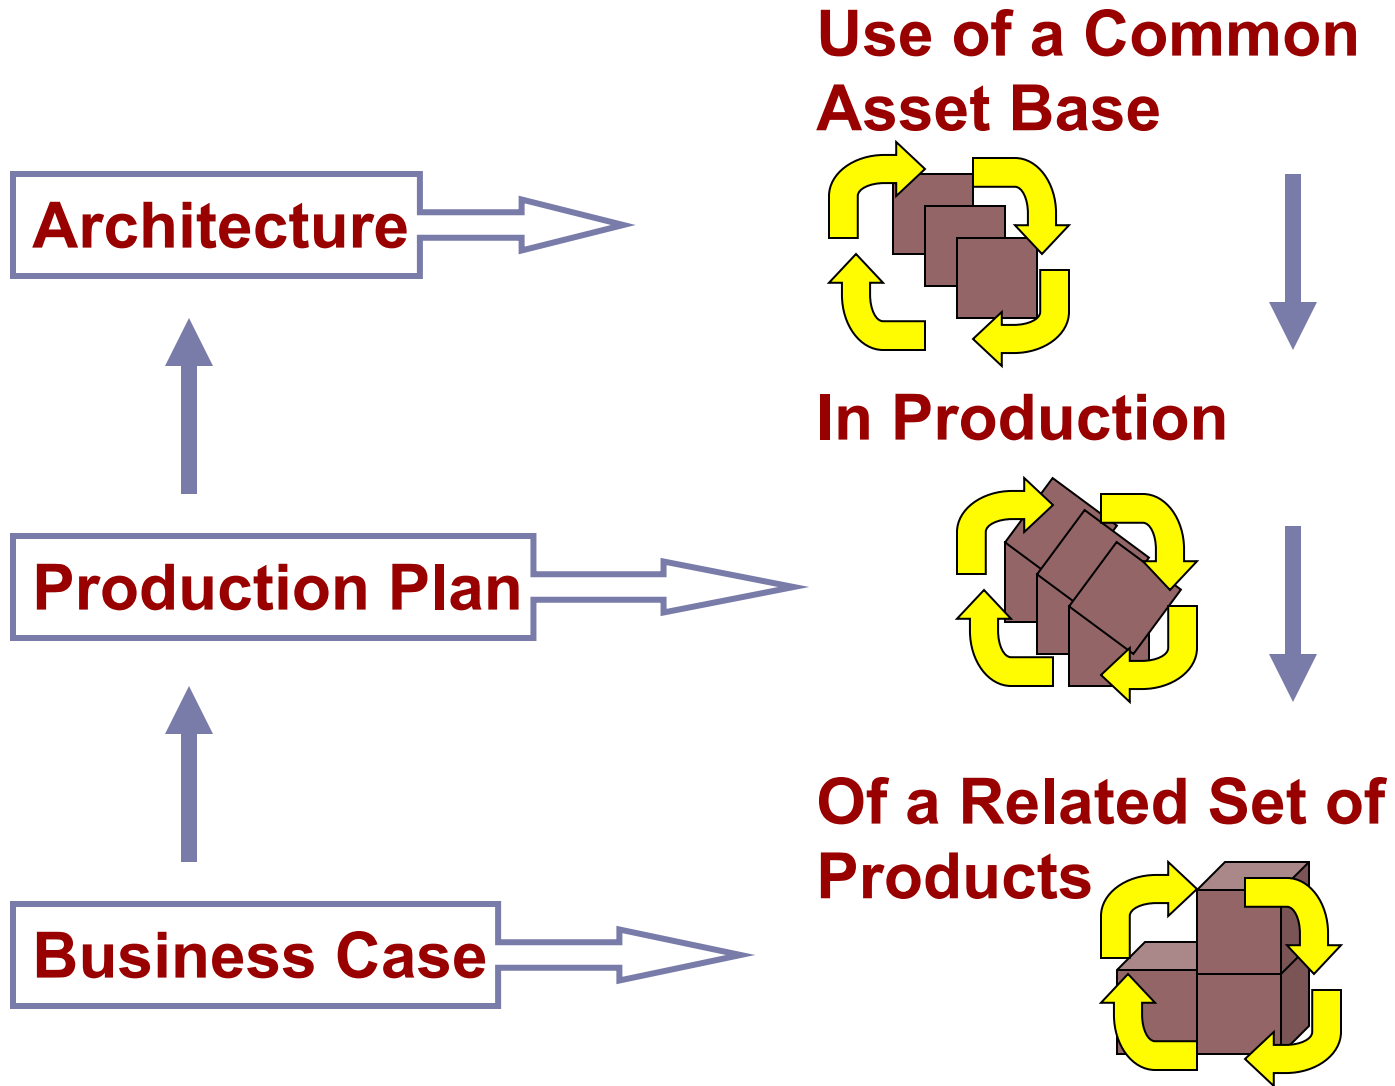 Use of a Common
Asset Base
Architecture
In Production
Production Plan
Of a Related Set of
Products
Business Case